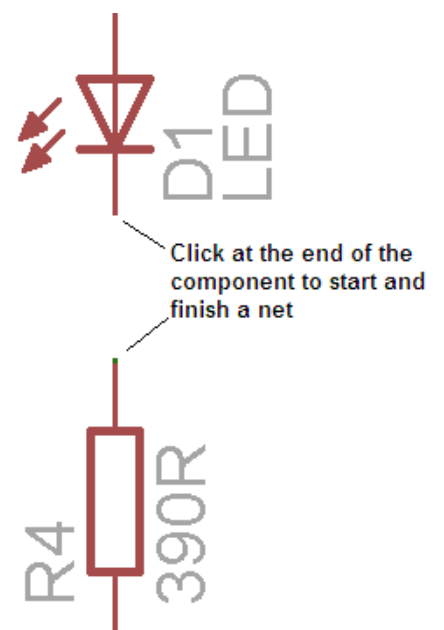 D1
LED
Click at the end of the
component to start and
finish a net
R4
390R